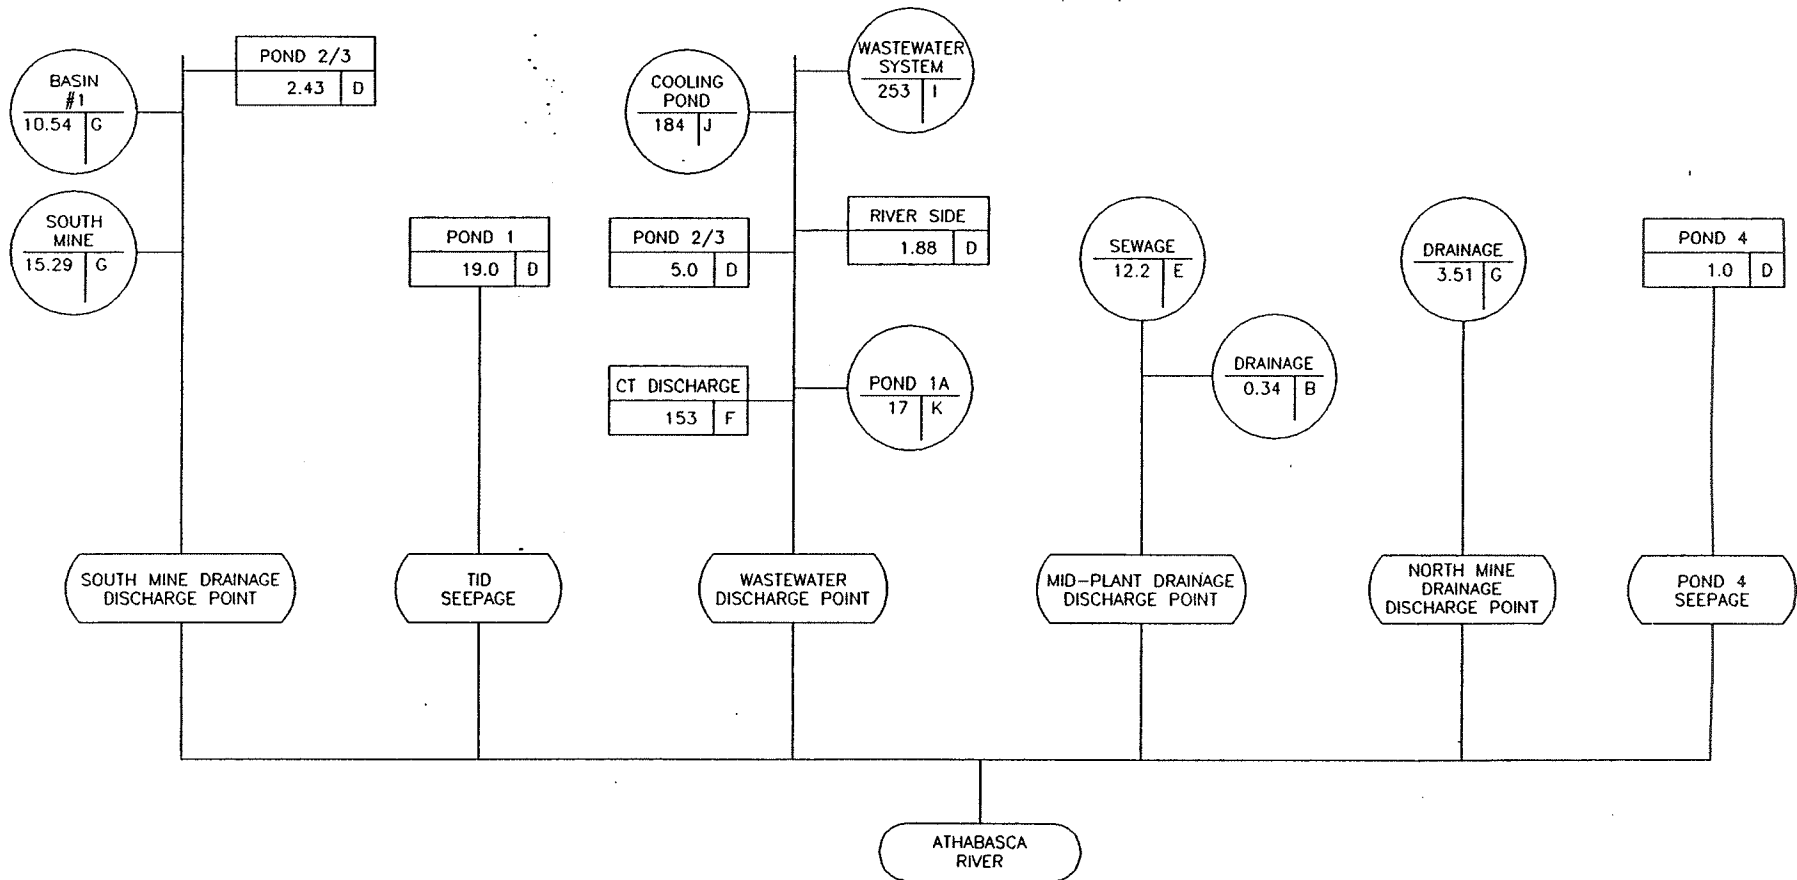 BASIN
#1
10.54 G
POND 2/3
2.43 D
SOUTH
MINE
15.29 G
POND 1
19.0 D
COOLING
POND
184 J
WASTEWATER
SYSTEM
253 I
POND 2/3
5.0 D
RIVER SIDE
1.88 D
CT DISCHARGE
153 F
POND 1A
17 K
SEWAGE
12.2 E
DRAINAGE
0.34 B
DRAINAGE
3.51 G
POND 4
1.0 D
SOUTH MINE DRAINAGE
DISCHARGE POINT
TID
SEEPAGE
WASTEWATER
DISCHARGE POINT
MID-PLANT DRAINAGE
DISCHARGE POINT
NORTH MINE
DRAINAGE
DISCHARGE POINT
POND 4
SEEPAGE
ATHABASCA
RIVER